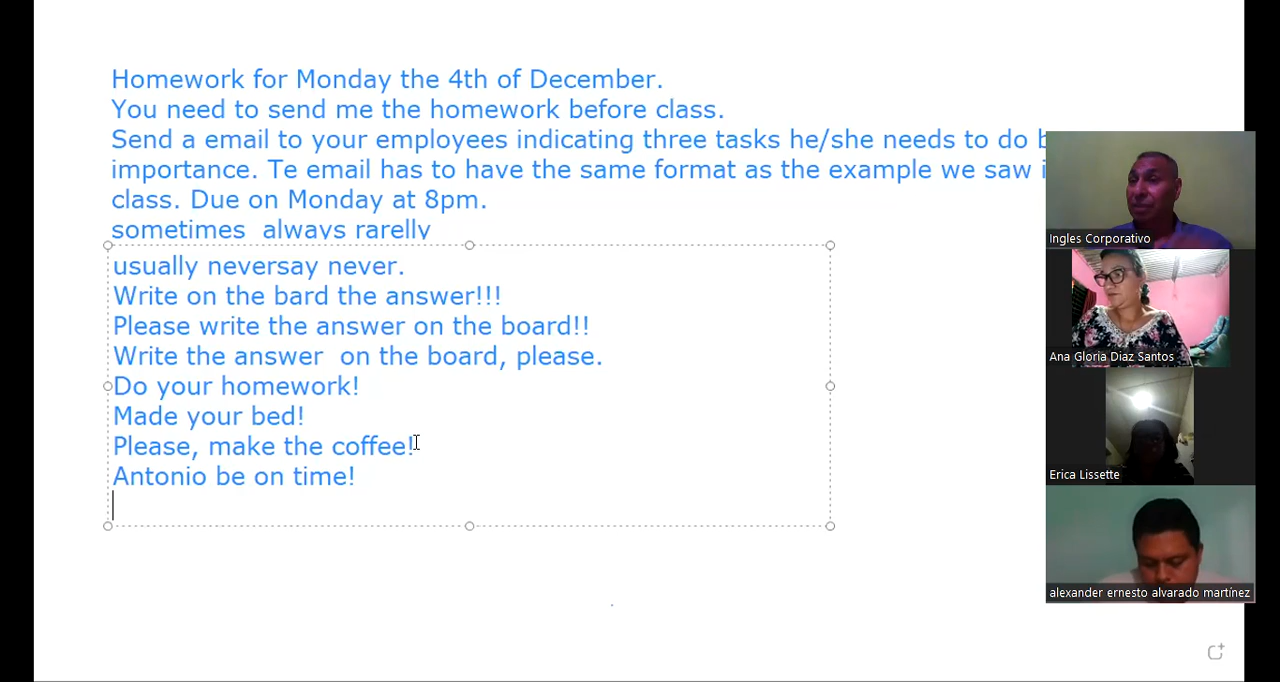 Homework for Monday the 4th of December.
You need to send me the homework before class.
Send a email to your employees indicating three tasks he/she needs to do
importance. Te email has to have the same format as the example we saw
class. Due on Monday at 8pm.
sometimes always rarelly
usually neversay never.
Write on the bard the answer!!!
Please write the answer on the board!!
Write the answer on the board, please.
Do your homework!
Made your bed!
Please, make the coffee!
Antonio be on time!
Ingles Corporativo
Ana Gloria Diaz Santos
Erica Lissette
alexander ernesto alvarado martínez